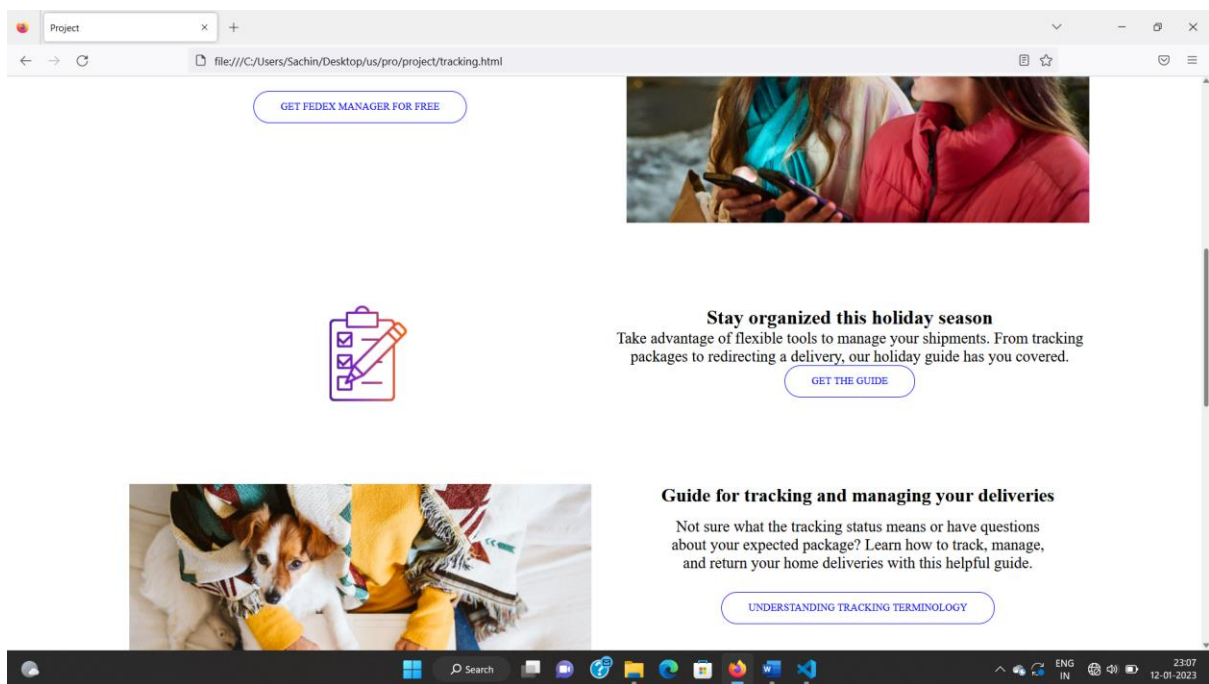 Project
file:///C:/Users/Sachin/Desktop/us/pro/project/tracking.html
GET FEDEX MANAGER FOR FREE
Stay organized this holiday season
Take advantage of flexible tools to manage your shipments. From tracking
packages to redirecting a delivery, our holiday guide has you covered.
GET THE GUIDE
Guide for tracking and managing your deliveries
Not sure what the tracking status means or have questions
about your expected package? Learn how to track, manage,
and return your home deliveries with this helpful guide.
UNDERSTANDING TRACKING TERMINOLOGY
Search
ENG
IN
23:07
12-01-2023